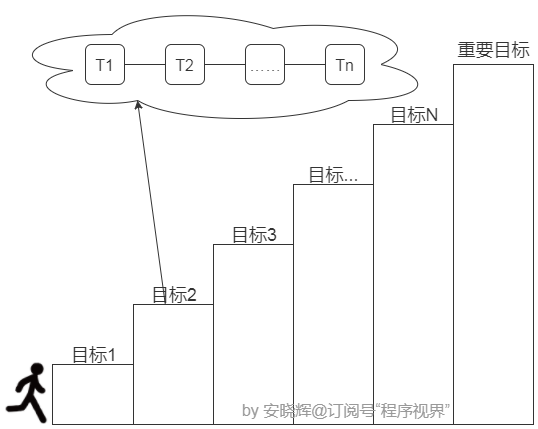 T1 T2 …… Tn
重要目标
目标N
目标...
目标3
目标2
目标1
by 安晓辉@订阅号“程序视界”